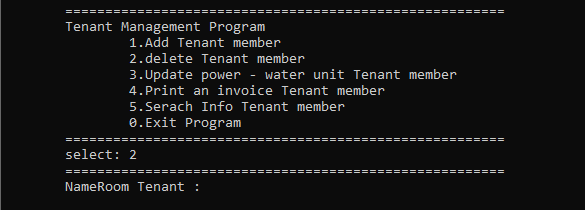 =======================================================
Tenant Management Program
1.Add Tenant member
2.delete Tenant member
3.Update power - water unit Tenant member
4.Print an invoice Tenant member
5.Serach Info Tenant member
0.Exit Program
=======================================================
select: 2
=======================================================
NameRoom Tenant :